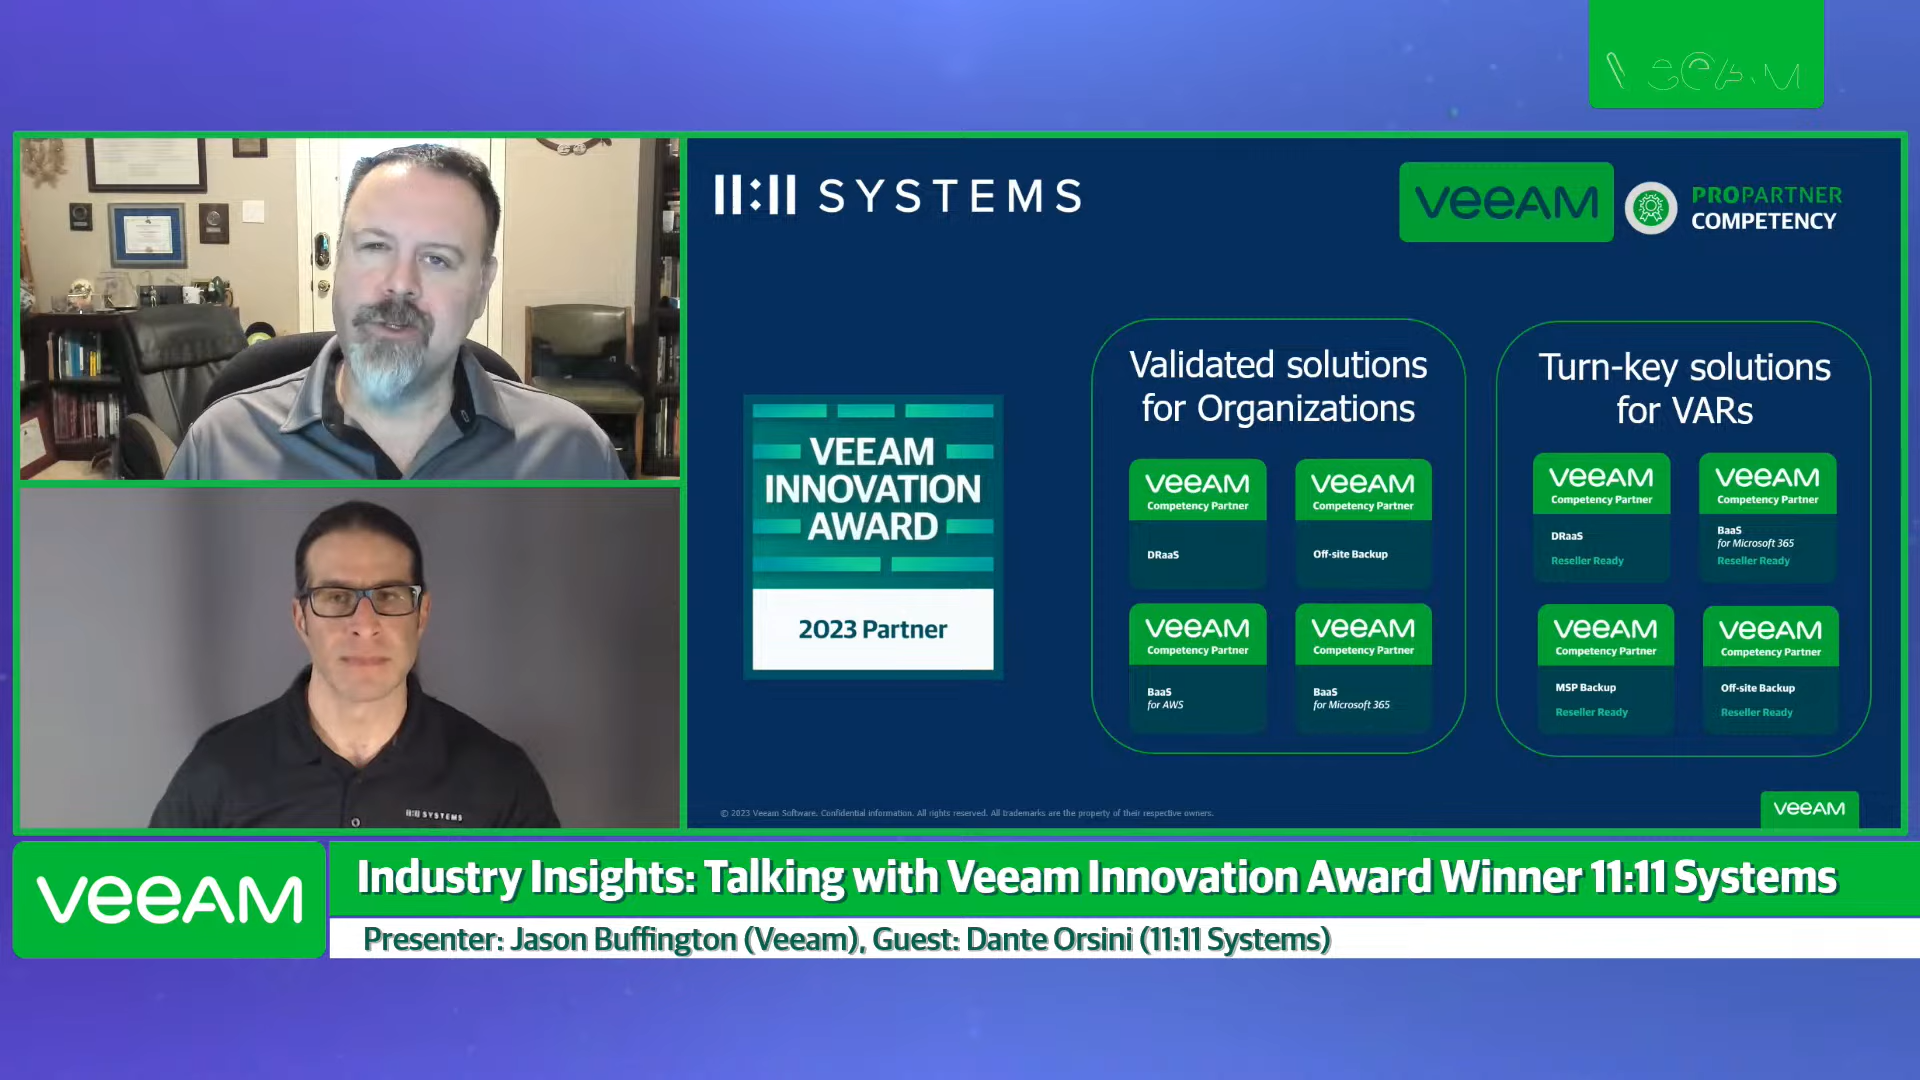 VEEAM
11:11 SYSTEMS
VEEAM
PROPARTNER
COMPETENCY
VEEAM
INNOVATION
AWARD
2023 Partner
Validated solutions
for Organizations
VEEAM
Competency Partner
DRaaS
VEEAM
Competency Partner
Off-site Backup
VEEAM
Competency Partner
BaaS
for AWS
VEEAM
Competency Partner
BaaS
for Microsoft 365
Turn-key solutions
for VARs
VEEAM
Competency Partner
DRaaS
Reseller Ready
VEEAM
Competency Partner
BaaS
for Microsoft 365
Reseller Ready
VEEAM
Competency Partner
MSP Backup
Reseller Ready
VEEAM
Competency Partner
Off-site Backup
Reseller Ready
© 2023 Veeam Software. Confidential information. All rights reserved. All trademarks are the property of their respective owners.
VEEAM
11:11 SYSTEMS
VEEAM
Industry Insights: Talking with Veeam Innovation Award Winner 11:11 Systems
Presenter: Jason Buffington (Veeam), Guest: Dante Orsini (11:11 Systems)